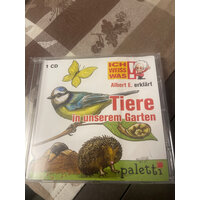 1 CD
ICH
WEISS
WAS!
Albert E. erklärt
Tiere
in unserem Garten
paletti